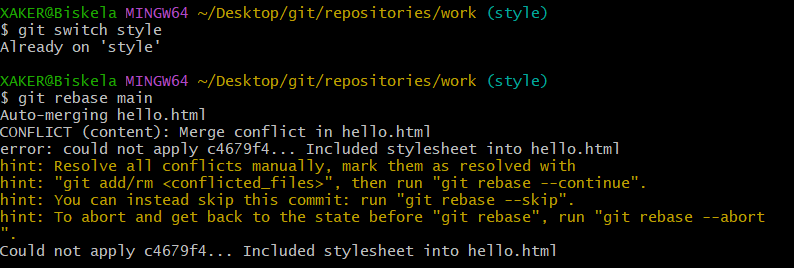 XAKER@Biskela MINGW64 ~/Desktop/git/repositories/work (style)
$ git switch style
Already on 'style'
XAKER@Biskela MINGW64 ~/Desktop/git/repositories/work (style)
$ git rebase main
Auto-merging hello.html
CONFLICT (content): Merge conflict in hello.html
error: could not apply c4679f4... Included stylesheet into hello.html
hint: Resolve all conflicts manually, mark them as resolved with
hint: "git add/rm <conflicted_files>", then run "git rebase --continue".
hint: You can instead skip this commit: run "git rebase --skip".
hint: To abort and get back to the state before "git rebase", run "git rebase --abort
".
Could not apply c4679f4... Included stylesheet into hello.html